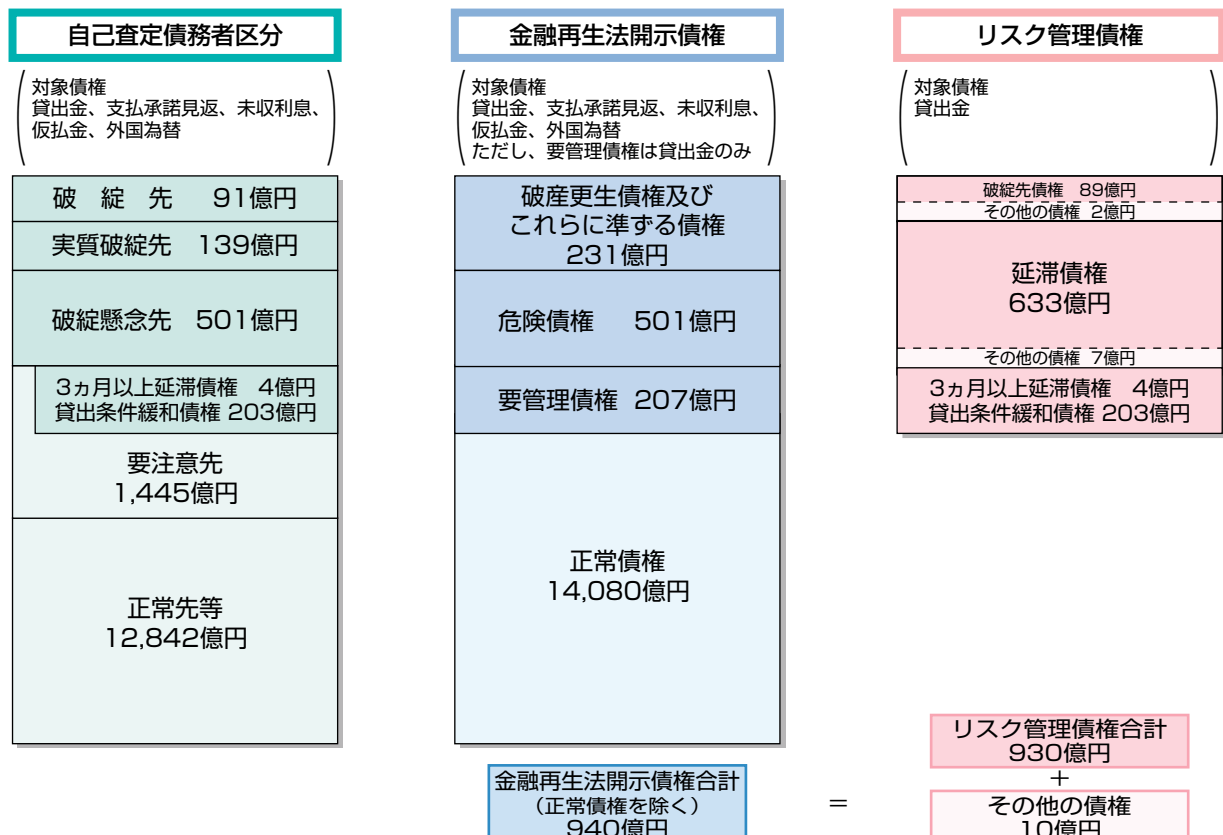 自己査定債務者区分
対象債権
貸出金、支払承諾見返、未収利息、
仮払金、外国為替
破 綻 先 91億円
実質破綻先 139億円
破綻懸念先 501億円
3ヵ月以上延滞債権 4億円
貸出条件緩和債権 203億円
要注意先
1,445億円
正常先等
12,842億円
金融再生法開示債権
対象債権
貸出金、支払承諾見返、未収利息、
仮払金、外国為替
ただし、要管理債権は貸出金のみ
破産更生債権及び
これらに準ずる債権
231億円
危険債権 501億円
要管理債権 207億円
正常債権
14,080億円
金融再生法開示債権合計
（正常債権を除く）
940億円
＝
リスク管理債権
対象債権
貸出金
破綻先債権 89億円
その他の債権 2億円
延滞債権
633億円
その他の債権 7億円
3ヵ月以上延滞債権 4億円
貸出条件緩和債権 203億円
リスク管理債権合計
930億円
＋
その他の債権
10億円